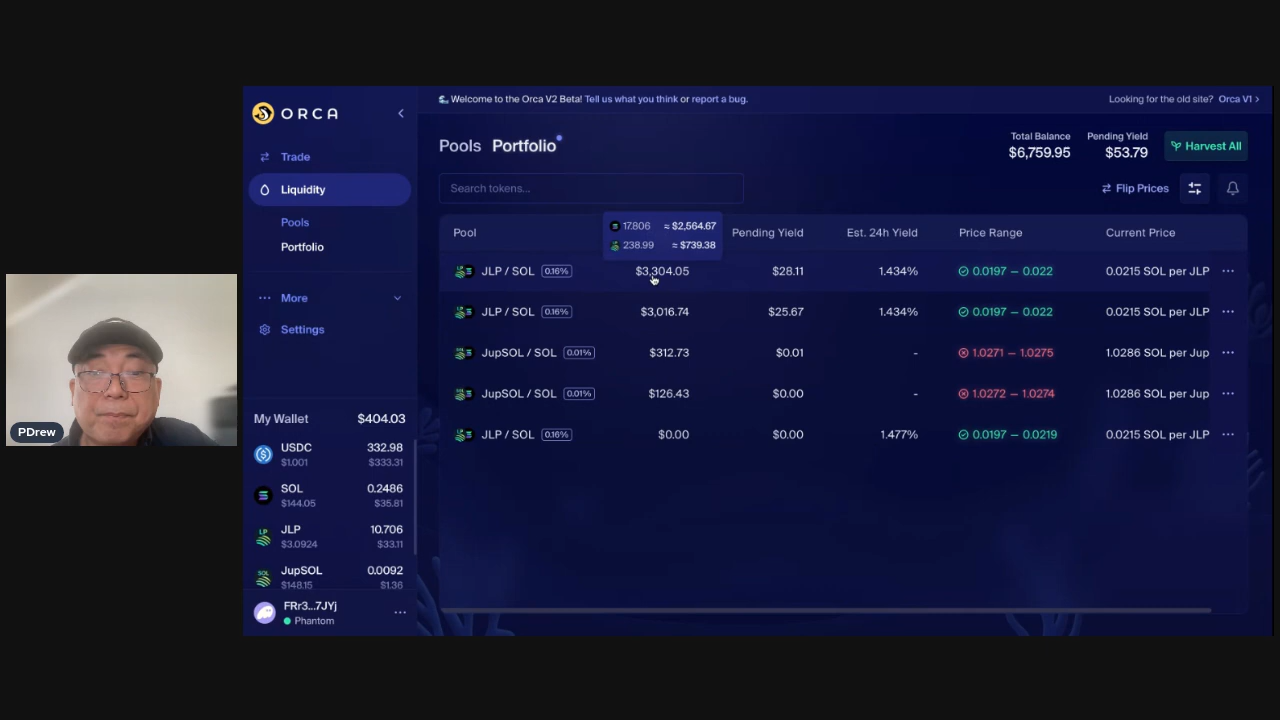 ORCA
Trade
Liquidity
Pools
Portfolio
More
Settings
My Wallet $404.03
USDC 332.98
$1.001 $333.31
SOL 0.2486
$144.05 $35.81
JLP 10.706
$3.0924 $33.11
JupSOL 0.0092
$148.15 $1.36
FRr3...7JYj
Phantom
PDrew
Welcome to the Orca V2 Beta! Tell us what you think or report a bug.
Looking for the old site? Orca V1
Pools Portfolio
Total Balance
$6,759.95
Pending Yield
$53.79
Harvest All
Search tokens...
Flip Prices
17.806 ≈ $2,564.67
238.99 ≈ $739.38
Pool Pending Yield Est. 24h Yield Price Range Current Price
JLP / SOL 0.16% $3,304.05 $28.11 1.434% 0.0197 — 0.022 0.0215 SOL per JLP
JLP / SOL 0.16% $3,016.74 $25.67 1.434% 0.0197 — 0.022 0.0215 SOL per JLP
JupSOL / SOL 0.01% $312.73 $0.01 - 1.0271 — 1.0275 1.0286 SOL per Jup
JupSOL / SOL 0.01% $126.43 $0.00 - 1.0272 — 1.0274 1.0286 SOL per Jup
JLP / SOL 0.16% $0.00 $0.00 1.477% 0.0197 — 0.0219 0.0215 SOL per JLP